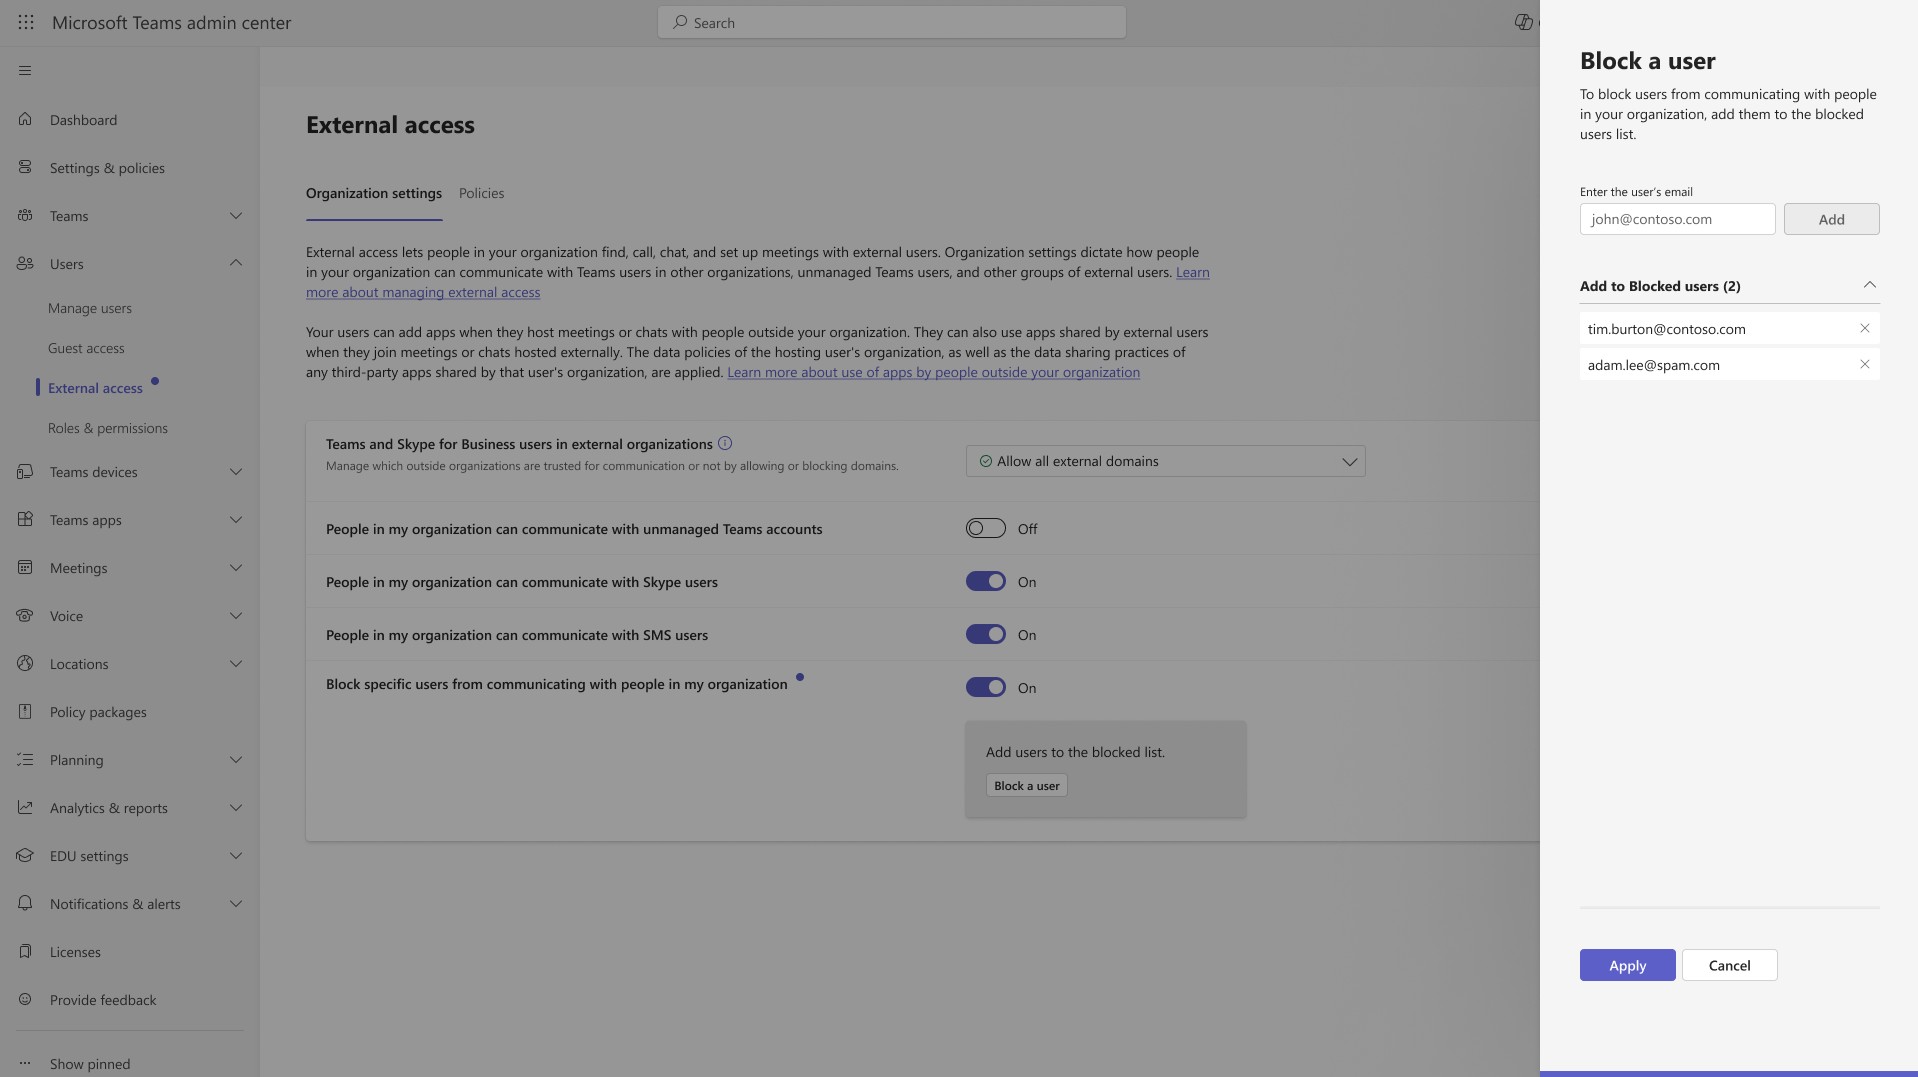 Microsoft Teams admin center
Search
Dashboard
Settings & policies
Teams
Users
Manage users
Guest access
External access
Roles & permissions
Teams devices
Teams apps
Meetings
Voice
Locations
Policy packages
Planning
Analytics & reports
EDU settings
Notifications & alerts
Licenses
Provide feedback
Show pinned
External access
Organization settings
Policies
External access lets people in your organization find, call, chat, and set up meetings with external users. Organization settings dictate how people
in your organization can communicate with Teams users in other organizations, unmanaged Teams users, and other groups of external users. Learn
more about managing external access
Your users can add apps when they host meetings or chats with people outside your organization. They can also use apps shared by external users
when they join meetings or chats hosted externally. The data policies of the hosting user's organization, as well as the data sharing practices of
any third-party apps shared by that user's organization, are applied. Learn more about use of apps by people outside your organization
Teams and Skype for Business users in external organizations
Manage which outside organizations are trusted for communication or not by allowing or blocking domains.
Allow all external domains
People in my organization can communicate with unmanaged Teams accounts
Off
People in my organization can communicate with Skype users
On
People in my organization can communicate with SMS users
On
Block specific users from communicating with people in my organization
On
Add users to the blocked list.
Block a user
Block a user
To block users from communicating with people
in your organization, add them to the blocked
users list.
Enter the user's email
john@contoso.com
Add
Add to Blocked users (2)
tim.burton@contoso.com
adam.lee@spam.com
Apply
Cancel